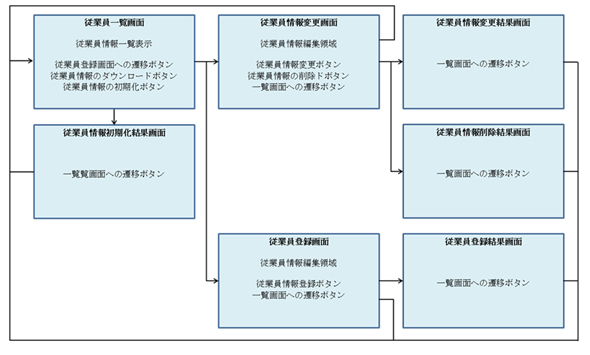 従業員一覧画面
従業員情報一覧表示
従業員登録画面への遷移ボタン
従業員情報のダウンロードボタン
従業員情報の初期化ボタン
従業員情報変更画面
従業員情報編集領域
従業員情報変更ボタン
従業員情報の削除ドボタン
一覧画面への遷移ボタン
従業員情報変更結果画面
一覧画面への遷移ボタン
従業員情報初期化結果画面
一覧覧画面への遷移ボタン
従業員情報削除結果画面
一覧画面への遷移ボタン
従業員登録画面
従業員情報編集領域
従業員情報登録ボタン
一覧画面への遷移ボタン
従業員登録結果画面
一覧画面への遷移ボタン